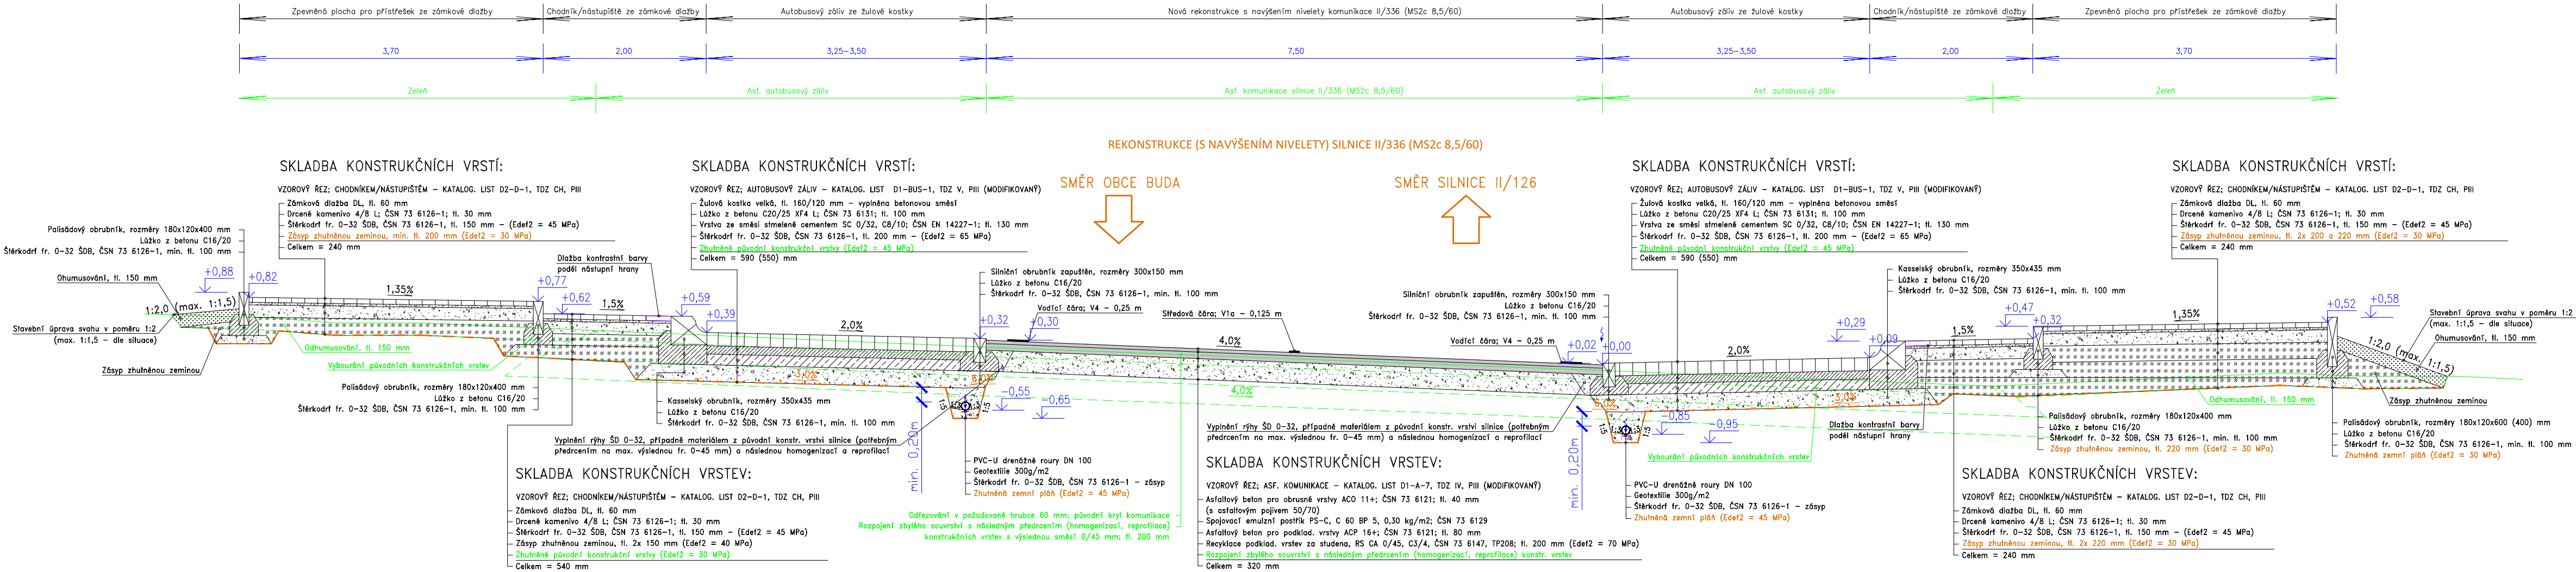 Zpevněná plocha pro přístřešek ze zámkové dlažby
Chodník/nástupiště ze zámkové dlažby
Autobusový záliv ze žulové kostky
Nová rekonstrukce s navýšením nivelety komunikace II/336 (MS2c 8,5/60)
Autobusový záliv ze žulové kostky
Chodník/nástupiště ze zámkové dlažby
Zpevněná plocha pro přístřešek ze zámkové dlažby
3,70
2,00
3,25-3,50
7,50
3,25-3,50
2,00
3,70
Zeleň
Asf. autobusový záliv
Asf. komunikace silnice II/336 (MS2c 8,5/60)
Asf. autobusový záliv
Zeleň
REKONSTRUKCE (S NAVÝŠENÍM NIVELETY) SILNICE II/336 (MS2c 8,5/60)
SMĚR OBCE BUDA
SMĚR SILNICE II/126
SKLADBA KONSTRUKČNÍCH VRSTÍ:
VZOROVÝ ŘEZ; CHODNÍKEM/NÁSTUPIŠTĚM - KATALOG. LIST D2-D-1, TDZ CH, PIII
Zámková dlažba DL, tl. 60 mm
Drcené kamenivo 4/8 L; ČSN 73 6126-1; tl. 30 mm
Štěrkodrť fr. 0-32 ŠDB, ČSN 73 6126-1, tl. 150 mm - (Edef2 = 45 MPa)
Zásyp zhutněnou zeminou, min. tl. 200 mm (Edef2 = 30 MPa)
Celkem = 240 mm
SKLADBA KONSTRUKČNÍCH VRSTÍ:
VZOROVÝ ŘEZ; AUTOBUSOVÝ ZÁLIV - KATALOG. LIST D1-BUS-1, TDZ V, PIII (MODIFIKOVANÝ)
Žulová kostka velká, tl. 160/120 mm - vyplněna betonovou směsí
Lůžko z betonu C20/25 XF4 L; ČSN 73 6131; tl. 100 mm
Vrstva ze směsi stmelené cementem SC 0/32, C8/10; ČSN EN 14227-1; tl. 130 mm
Štěrkodrť fr. 0-32 ŠDB, ČSN 73 6126-1, tl. 200 mm - (Edef2 = 65 MPa)
Zhutněné původní konstrukční vrstvy (Edef2 = 45 MPa)
Celkem = 590 (550) mm
SKLADBA KONSTRUKČNÍCH VRSTÍ:
VZOROVÝ ŘEZ; AUTOBUSOVÝ ZÁLIV - KATALOG. LIST D1-BUS-1, TDZ V, PIII (MODIFIKOVANÝ)
Žulová kostka velká, tl. 160/120 mm - vyplněna betonovou směsí
Lůžko z betonu C20/25 XF4 L; ČSN 73 6131; tl. 100 mm
Vrstva ze směsi stmelené cementem SC 0/32, C8/10; ČSN EN 14227-1; tl. 130 mm
Štěrkodrť fr. 0-32 ŠDB, ČSN 73 6126-1, tl. 200 mm - (Edef2 = 65 MPa)
Zhutněné původní konstrukční vrstvy (Edef2 = 45 MPa)
Celkem = 590 (550) mm
SKLADBA KONSTRUKČNÍCH VRSTÍ:
VZOROVÝ ŘEZ; CHODNÍKEM/NÁSTUPIŠTĚM - KATALOG. LIST D2-D-1, TDZ CH, PIII
Zámková dlažba DL, tl. 60 mm
Drcené kamenivo 4/8 L; ČSN 73 6126-1; tl. 30 mm
Štěrkodrť fr. 0-32 ŠDB, ČSN 73 6126-1, tl. 150 mm - (Edef2 = 45 MPa)
Zásyp zhutněnou zeminou, tl. 2x 200 a 220 mm (Edef2 = 30 MPa)
Celkem = 240 mm
Palisádový obrubník, rozměry 180x120x400 mm
Lůžko z betonu C16/20
Štěrkodrť fr. 0-32 ŠDB, ČSN 73 6126-1, min. tl. 100 mm
Ohumusování, tl. 150 mm
1:2,0 (max. 1:1,5)
Stavební úprava svahu v poměru 1:2
(max. 1:1,5 - dle situace)
Zásyp zhutněnou zeminou
+0,88
+0,82
1,35%
+0,77
+0,62
1,5%
+0,59
+0,39
2,0%
Odhumusování, tl. 150 mm
Vybourání původních konstrukčních vrstev
Dlažba kontrastní barvy
podél nástupní hrany
Silniční obrubník zapuštěn, rozměry 300x150 mm
Lůžko z betonu C16/20
Štěrkodrť fr. 0-32 ŠDB, ČSN 73 6126-1, min. tl. 100 mm
Vodící čára; V4 - 0,25 m
Středová čára; V1a - 0,125 m
+0,32
+0,30
4,0%
4,0%
3,0%
6,0%
1:5
1:5
-0,55
-0,65
min. 0,20m
Silniční obrubník zapuštěn, rozměry 300x150 mm
Lůžko z betonu C16/20
Štěrkodrť fr. 0-32 ŠDB, ČSN 73 6126-1, min. tl. 100 mm
Vodící čára; V4 - 0,25 m
+0,02
+0,00
2,0%
+0,29
+0,09
Kasselský obrubník, rozměry 350x435 mm
Lůžko z betonu C16/20
Štěrkodrť fr. 0-32 ŠDB, ČSN 73 6126-1, min. tl. 100 mm
1,5%
+0,47
+0,32
1,35%
+0,52
+0,58
Stavební úprava svahu v poměru 1:2
(max. 1:1,5 - dle situace)
Ohumusování, tl. 150 mm
1:2,0 (max. 1:1,5)
Zásyp zhutněnou zeminou
Odhumusování, tl. 150 mm
6,0%
3,0%
1:5
1:5
-0,85
-0,95
min. 0,20m
Dlažba kontrastní barvy
podél nástupní hrany
Vybourání původních konstrukčních vrstev
Palisádový obrubník, rozměry 180x120x400 mm
Lůžko z betonu C16/20
Štěrkodrť fr. 0-32 ŠDB, ČSN 73 6126-1, min. tl. 100 mm
Kasselský obrubník, rozměry 350x435 mm
Lůžko z betonu C16/20
Štěrkodrť fr. 0-32 ŠDB, ČSN 73 6126-1, min. tl. 100 mm
Vyplnění rýhy ŠD 0-32, případně materiálem z původní konstr. vrstvi silnice (potřebným
předrcením na max. výslednou fr. 0-45 mm) a následnou homogenizací a reprofilací
Vyplnění rýhy ŠD 0-32, případně materiálem z původní konstr. vrstvi silnice (potřebným
předrcením na max. výslednou fr. 0-45 mm) a následnou homogenizací a reprofilací
Palisádový obrubník, rozměry 180x120x400 mm
Lůžko z betonu C16/20
Štěrkodrť fr. 0-32 ŠDB, ČSN 73 6126-1, min. tl. 100 mm
Zásyp zhutněnou zeminou, tl. 220 mm (Edef2 = 30 MPa)
Palisádový obrubník, rozměry 180x120x600 (400) mm
Lůžko z betonu C16/20
Štěrkodrť fr. 0-32 ŠDB, ČSN 73 6126-1, min. tl. 100 mm
Zhutněná zemní pláň (Edef2 = 30 MPa)
SKLADBA KONSTRUKČNÍCH VRSTEV:
VZOROVÝ ŘEZ; CHODNÍKEM/NÁSTUPIŠTĚM - KATALOG. LIST D2-D-1, TDZ CH, PIII
Zámková dlažba DL, tl. 60 mm
Drcené kamenivo 4/8 L; ČSN 73 6126-1; tl. 30 mm
Štěrkodrť fr. 0-32 ŠDB, ČSN 73 6126-1, tl. 150 mm - (Edef2 = 45 MPa)
Zásyp zhutněnou zeminou, tl. 2x 150 mm (Edef2 = 40 MPa)
Zhutněné původní konstrukční vrstvy (Edef2 = 30 MPa)
Celkem = 540 mm
PVC-U drenážné roury DN 100
Geotextilie 300g/m2
Štěrkodrť fr. 0-32 ŠDB, ČSN 73 6126-1 - zásyp
Zhutněná zemní pláň (Edef2 = 45 MPa)
Odfrézování v požadované hrubce 60 mm; původní kryt komunikace
Rozpojení zbylého souvrství s následným předrcením (homogenizací, reprofilace)
konstrukčních vrstev s výslednou směsí 0/45 mm; tl. 200 mm
SKLADBA KONSTRUKČNÍCH VRSTEV:
VZOROVÝ ŘEZ; ASF. KOMUNIKACE - KATALOG. LIST D1-A-7, TDZ IV, PIII (MODIFIKOVANÝ)
Asfaltový beton pro obrusné vrstvy ACO 11+; ČSN 73 6121; tl. 40 mm
(s asfaltovým pojivem 50/70)
Spojovací emulzní postřik PS-C, C 60 BP 5, 0,30 kg/m2; ČSN 73 6129
Asfaltový beton pro podklad. vrstvy ACP 16+; ČSN 73 6121; tl. 80 mm
Recyklace podklad. vrstev za studena, RS CA 0/45, C3/4, ČSN 73 6147, TP208; tl. 200 mm (Edef2 = 70 MPa)
Rozpojení zbylého souvrství s následným předrcením (homogenizací, reprofilace) konstr. vrstev
Celkem = 320 mm
PVC-U drenážné roury DN 100
Geotextilie 300g/m2
Štěrkodrť fr. 0-32 ŠDB, ČSN 73 6126-1 - zásyp
Zhutněná zemní pláň (Edef2 = 45 MPa)
SKLADBA KONSTRUKČNÍCH VRSTEV:
VZOROVÝ ŘEZ; CHODNÍKEM/NÁSTUPIŠTĚM - KATALOG. LIST D2-D-1, TDZ CH, PIII
Zámková dlažba DL, tl. 60 mm
Drcené kamenivo 4/8 L; ČSN 73 6126-1; tl. 30 mm
Štěrkodrť fr. 0-32 ŠDB, ČSN 73 6126-1, tl. 150 mm - (Edef2 = 45 MPa)
Zásyp zhutněnou zeminou, tl. 2x 220 mm (Edef2 = 30 MPa)
Celkem = 240 mm